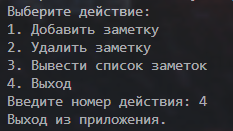 Выберите действие:
1. Добавить заметку
2. Удалить заметку
3. Вывести список заметок
4. Выход
Введите номер действия: 4
Выход из приложения.